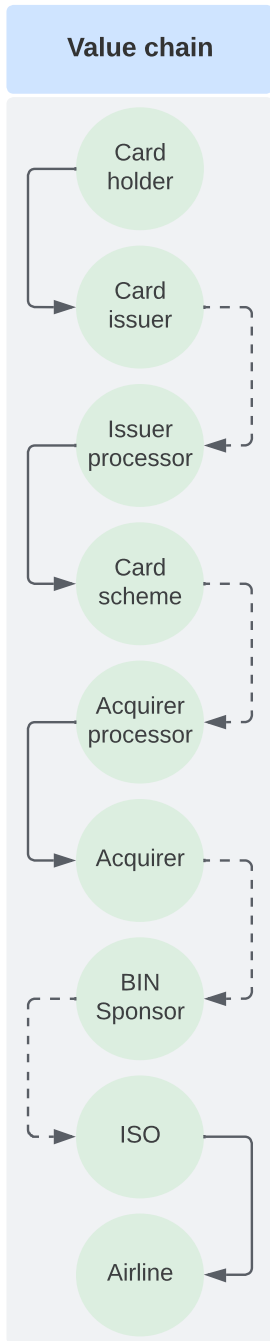 Value chain
Card
holder
Card
issuer
Issuer
processor
Card
scheme
Acquirer
processor
Acquirer
BIN
Sponsor
ISO
Airline